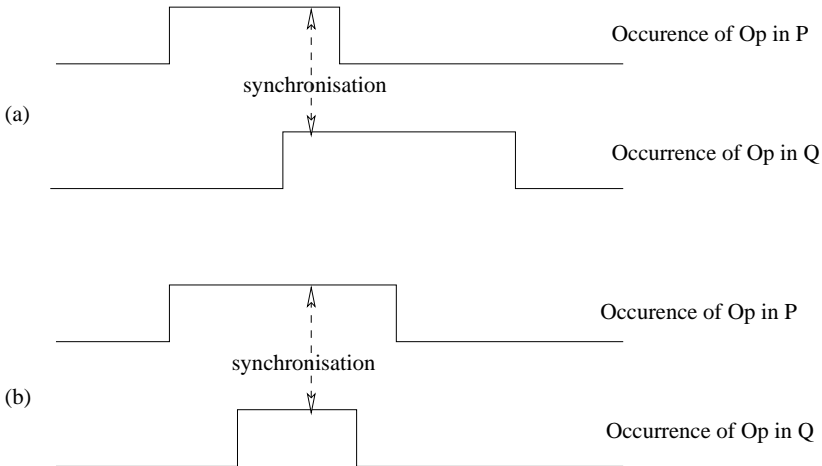 Occurence of Op in P
synchronisation
(a)
Occurrence of Op in Q
Occurence of Op in P
synchronisation
(b)
Occurrence of Op in Q